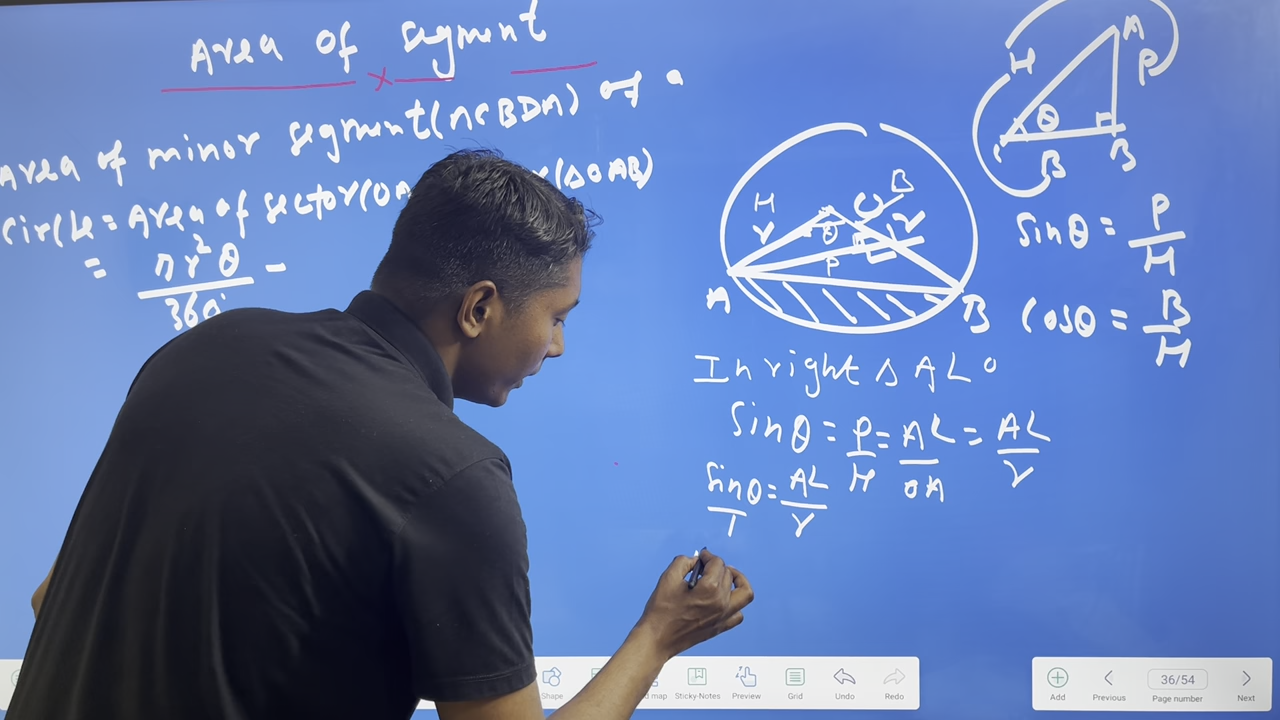 Area of segment
Area of minor segment(ACBDA) of a
circle = Area of sector(OA (ΔOAB)
= πr²θ / 360° -
A
H
P
θ
C
B
B
Sinθ = P/H
Cosθ = B/H
H
r
θ
P
L
B
r
A
B
In right Δ ALO
Sinθ = P/H = AL/OA = AL/r
Sinθ/1 = AL/r
Shape
map
Sticky-Notes
Preview
Grid
Undo
Redo
Add
Previous
36/54
Page number
Next